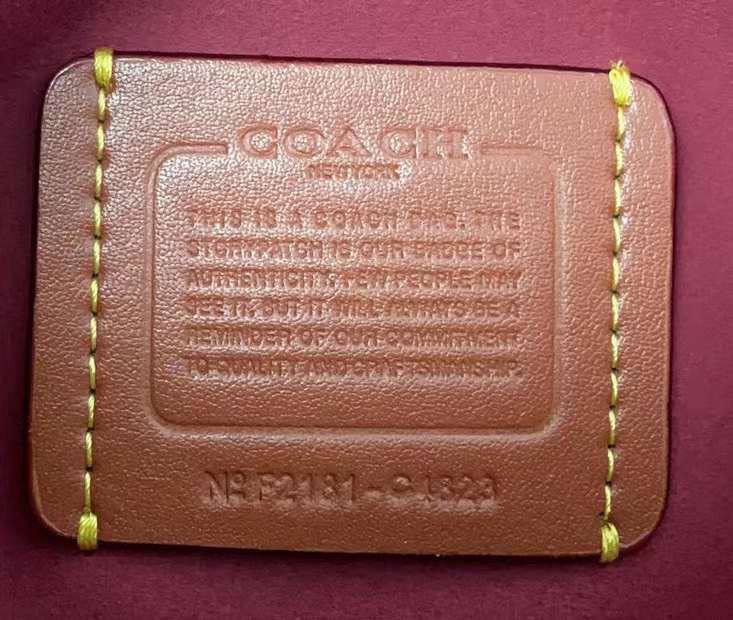 COACH
NEW YORK
THIS IS A COACH BAG. THE
STORYPATCH IS OUR BADGE OF
AUTHENTICITY. FEW PEOPLE MAY
SEE IT, BUT IT WILL ALWAYS BE A
REMINDER OF OUR COMMITMENT
TO QUALITY AND CRAFTSMANSHIP.
Nº F2181-C4823